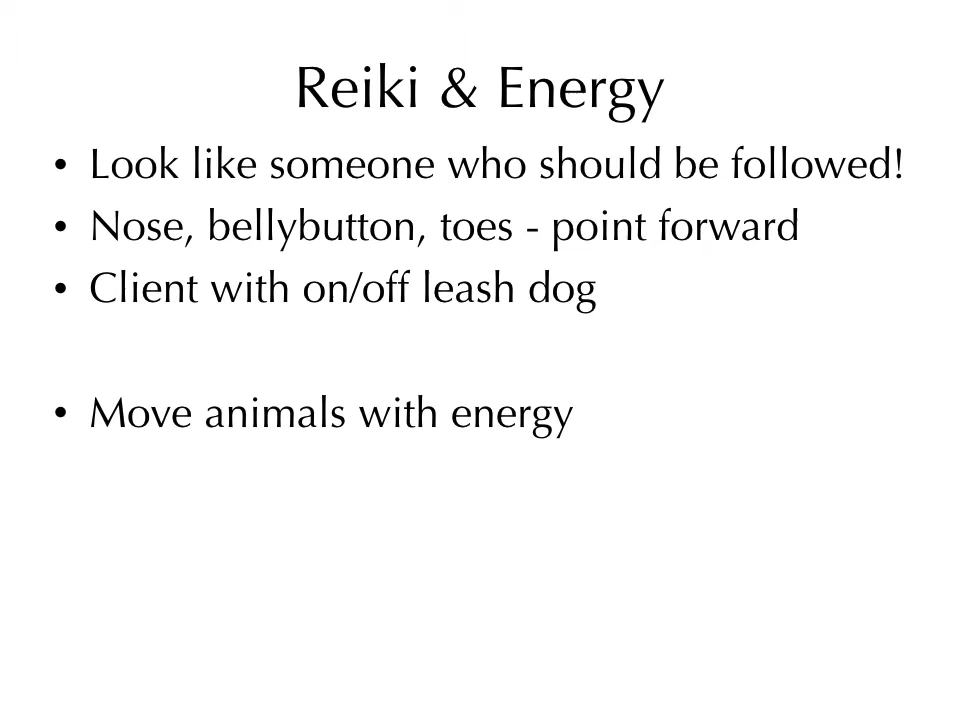 Reiki & Energy
• Look like someone who should be followed!
• Nose, bellybutton, toes - point forward
• Client with on/off leash dog
• Move animals with energy